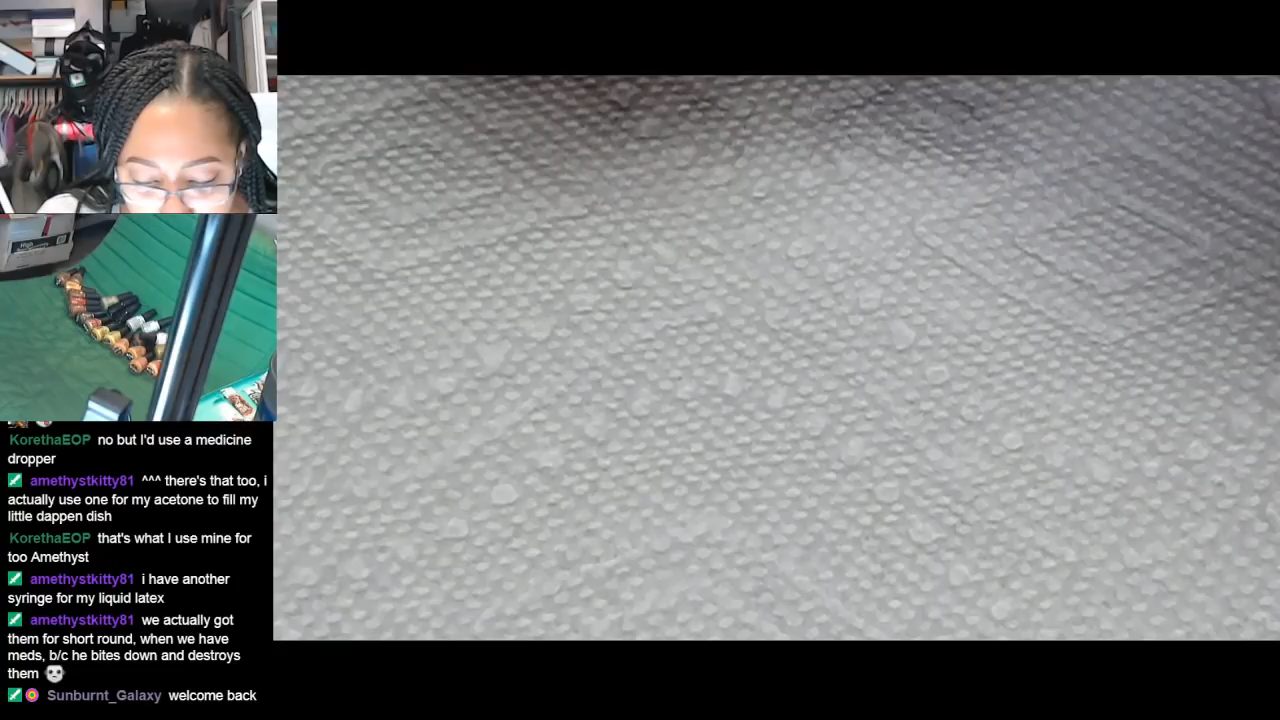 High
KorethaEOP no but I'd use a medicine
dropper
amethystkitty81 ^^^ there's that too, i
actually use one for my acetone to fill my
little dappen dish
KorethaEOP that's what I use mine for
too Amethyst
amethystkitty81 i have another
syringe for my liquid latex
amethystkitty81 we actually got
them for short round, when we have
meds, b/c he bites down and destroys
them
Sunburnt_Galaxy welcome back